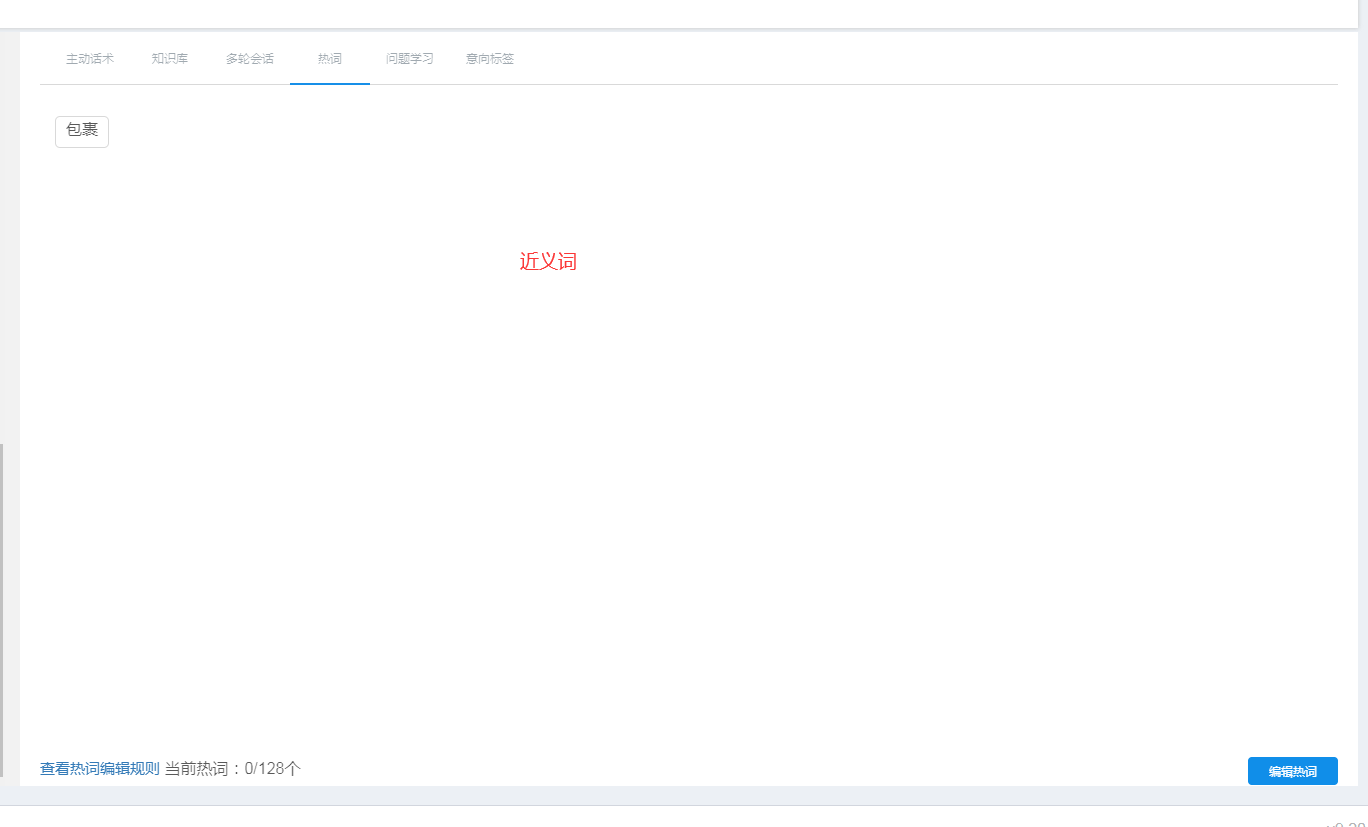 主动话术 知识库 多轮会话 热词 问题学习 意向标签
包裹
近义词
查看热词编辑规则 当前热词：0/128个 编辑热词